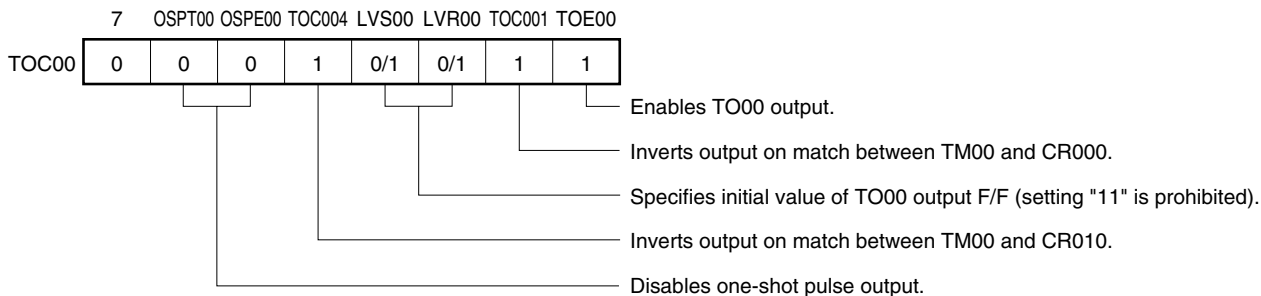 7 OSPT00 OSPE00 TOC004 LVS00 LVR00 TOC001 TOE00
TOC00 0 0 0 1 0/1 0/1 1 1
Enables TO00 output.
Inverts output on match between TM00 and CR000.
Specifies initial value of TO00 output F/F (setting "11" is prohibited).
Inverts output on match between TM00 and CR010.
Disables one-shot pulse output.